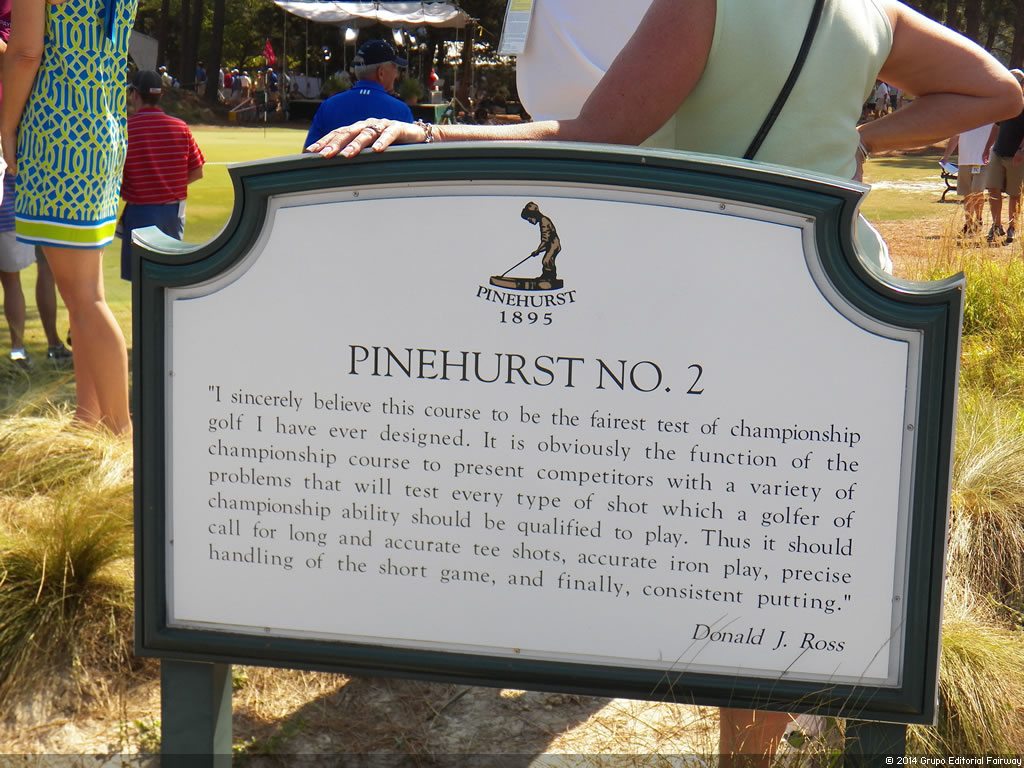 PINEHURST
1895
PINEHURST NO. 2
"I sincerely believe this course to be the fairest test of championship
golf I have ever designed. It is obviously the function of the
championship course to present competitors with a variety of
problems that will test every type of shot which a golfer of
championship ability should be qualified to play. Thus it should
call for long and accurate tee shots, accurate iron play, precise
handling of the short game, and finally, consistent putting."
Donald J. Ross
© 2014 Grupo Editorial Fairway